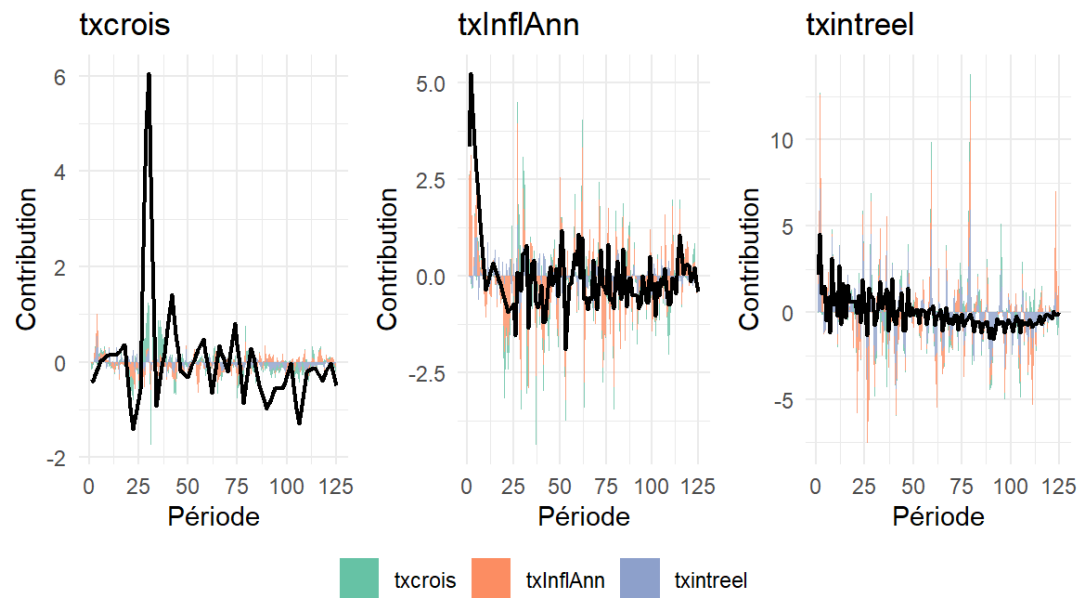 txcrois
txInflAnn
txintreel
Contribution
6
4
2
0
-2
0 25 50 75 100 125
Période
Contribution
5.0
2.5
0.0
-2.5
0 25 50 75 100 125
Période
Contribution
10
5
0
-5
0 25 50 75 100 125
Période
txcrois txInflAnn txintreel